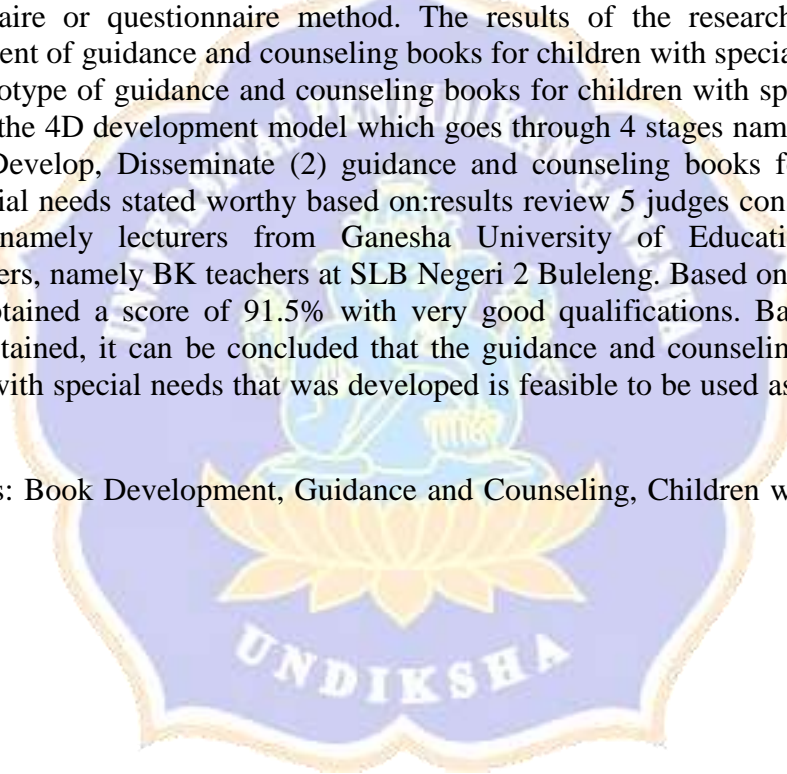 aire or questionnaire method. The results of the research
ent of guidance and counseling books for children with special
otype of guidance and counseling books for children with sp
the 4D development model which goes through 4 stages nam
Develop, Disseminate (2) guidance and counseling books f
ial needs stated worthy based on:results review 5 judges con
namely lecturers from Ganesha University of Educati
ers, namely BK teachers at SLB Negeri 2 Buleleng. Based on
tained a score of 91.5% with very good qualifications. Ba
tained, it can be concluded that the guidance and counselin
with special needs that was developed is feasible to be used as
s: Book Development, Guidance and Counseling, Children w
UNIVERSITAS PENDIDIKAN GANESHA
UNDIKSHA